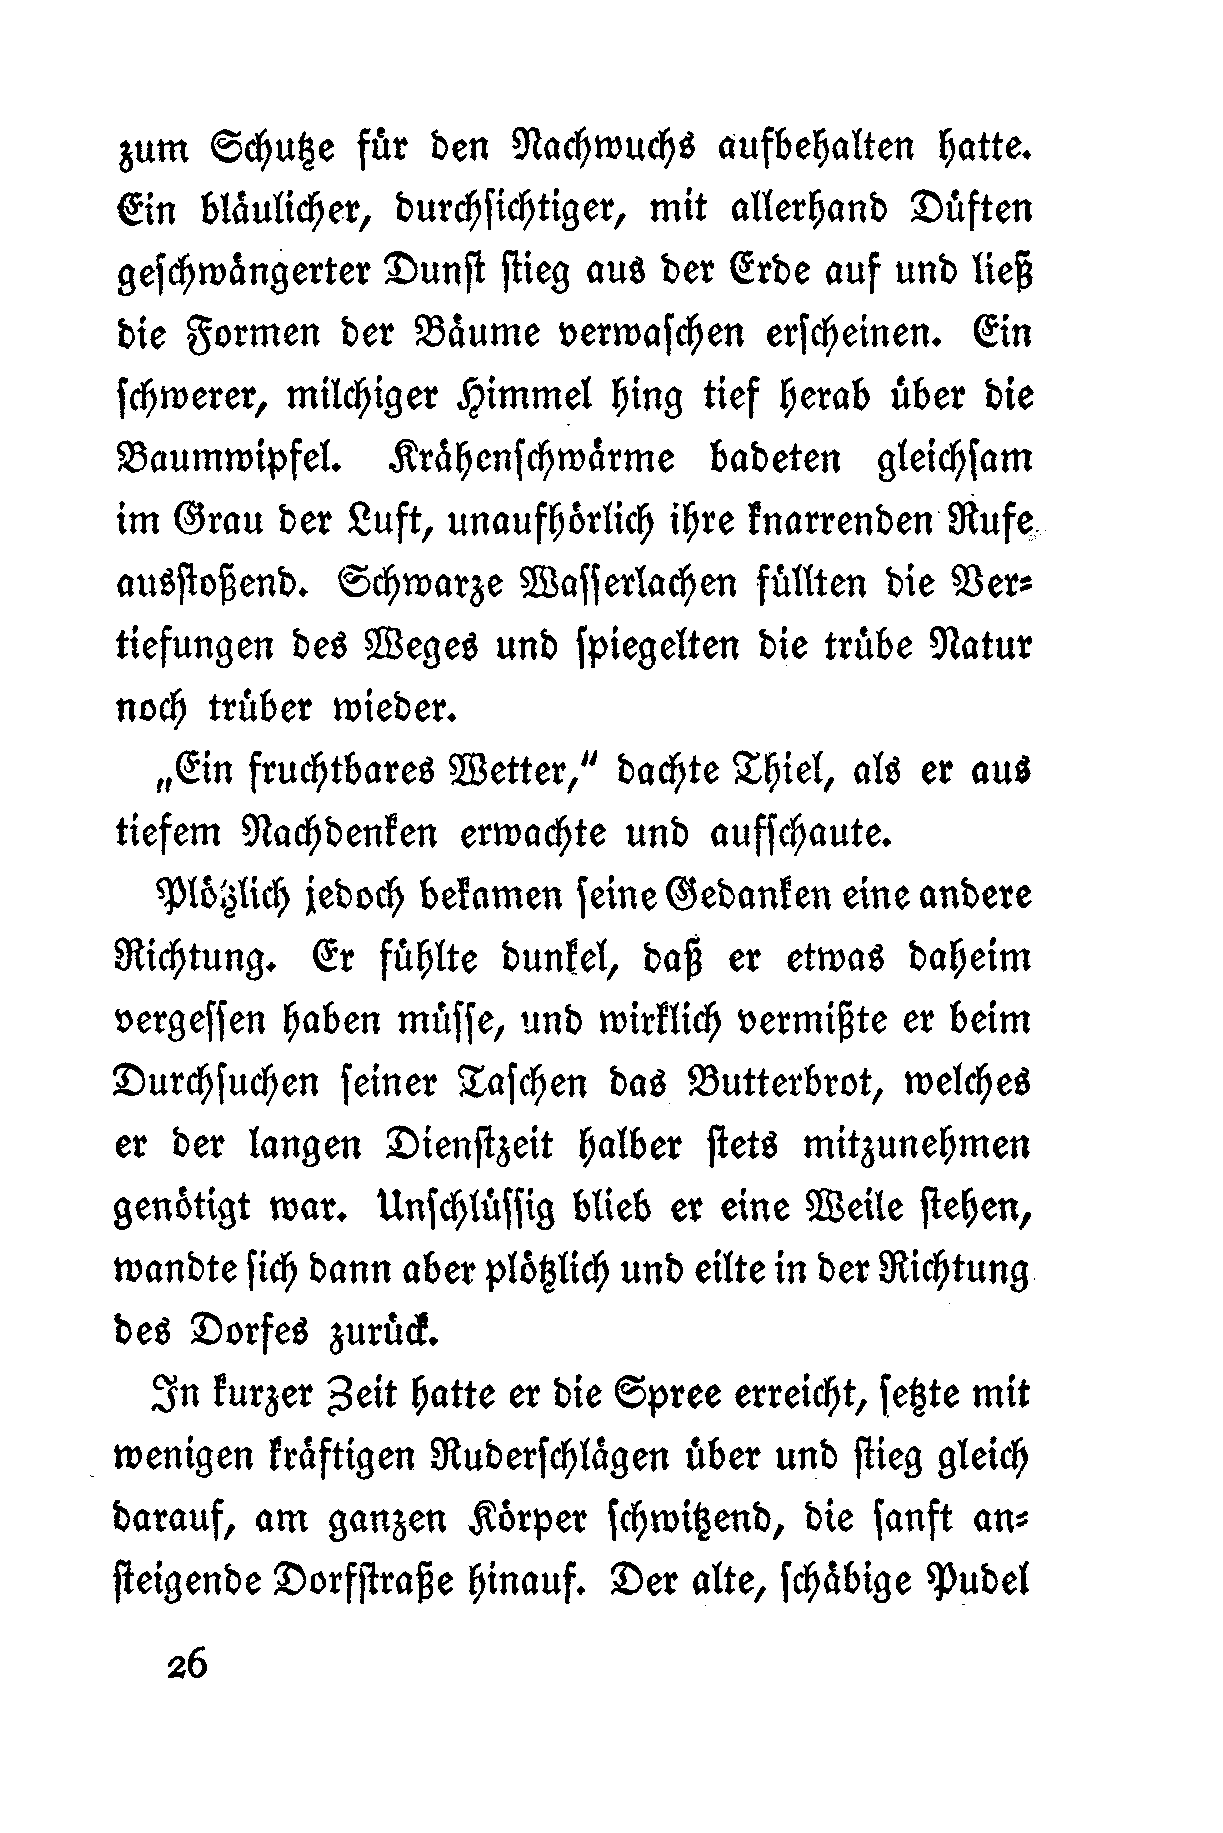 zum Schutze für den Nachwuchs aufbehalten hatte.
Ein bläulicher, durchsichtiger, mit allerhand Düften
geschwängerter Dunst stieg aus der Erde auf und ließ
die Formen der Bäume verwaschen erscheinen. Ein
schwerer, milchiger Himmel hing tief herab über die
Baumwipfel. Krähenschwärme badeten gleichsam
im Grau der Luft, unaufhörlich ihre knarrenden Rufe
ausstoßend. Schwarze Wasserlachen füllten die Ver-
tiefungen des Weges und spiegelten die trübe Natur
noch trüber wieder.
„Ein fruchtbares Wetter,“ dachte Thiel, als er aus
tiefem Nachdenken erwachte und aufschaute.
Plötzlich jedoch bekamen seine Gedanken eine andere
Richtung. Er fühlte dunkel, daß er etwas daheim
vergessen haben müsse, und wirklich vermißte er beim
Durchsuchen seiner Taschen das Butterbrot, welches
er der langen Dienstzeit halber stets mitzunehmen
genötigt war. Unschlüssig blieb er eine Weile stehen,
wandte sich dann aber plötzlich und eilte in der Richtung
des Dorfes zurück.
In kurzer Zeit hatte er die Spree erreicht, setzte mit
wenigen kräftigen Ruderschlägen über und stieg gleich
darauf, am ganzen Körper schwitzend, die sanft an-
steigende Dorfstraße hinauf. Der alte, schäbige Pudel
26